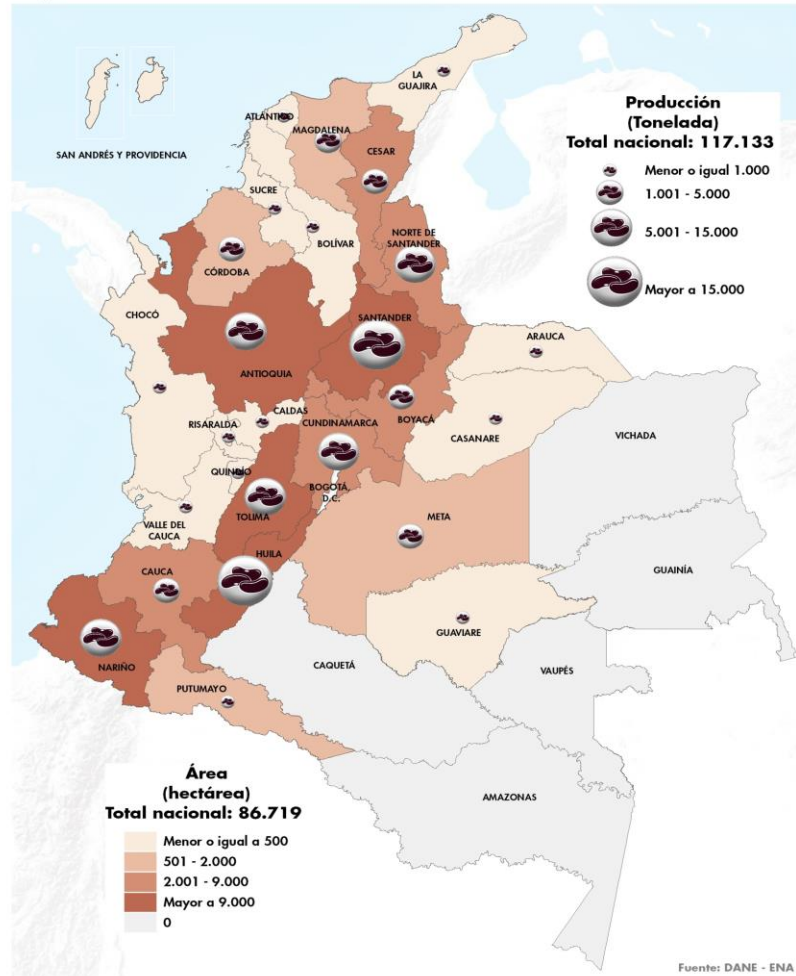 LA
GUAJIRA
ATLÁNTICO
MAGDALENA
CESAR
SAN ANDRÉS Y PROVIDENCIA
Producción
(Tonelada)
Total nacional: 117.133
Menor o igual 1.000
1.001 - 5.000
5.001 - 15.000
Mayor a 15.000
SUCRE
BOLÍVAR
NORTE DE
SANTANDER
CÓRDOBA
CHOCÓ
SANTANDER
ARAUCA
ANTIOQUIA
RISARALDA
CALDAS
CUNDINAMARCA
BOYACÁ
CASANARE
VICHADA
QUINDÍO
BOGOTÁ,
D.C.
TOLIMA
VALLE DEL
CAUCA
META
HUILA
CAUCA
GUAINÍA
GUAVIARE
NARIÑO
CAQUETÁ
VAUPÉS
PUTUMAYO
Área
(hectárea)
Total nacional: 86.719
Menor o igual a 500
501 - 2.000
2.001 - 9.000
Mayor a 9.000
0
AMAZONAS
Fuente: DANE - ENA